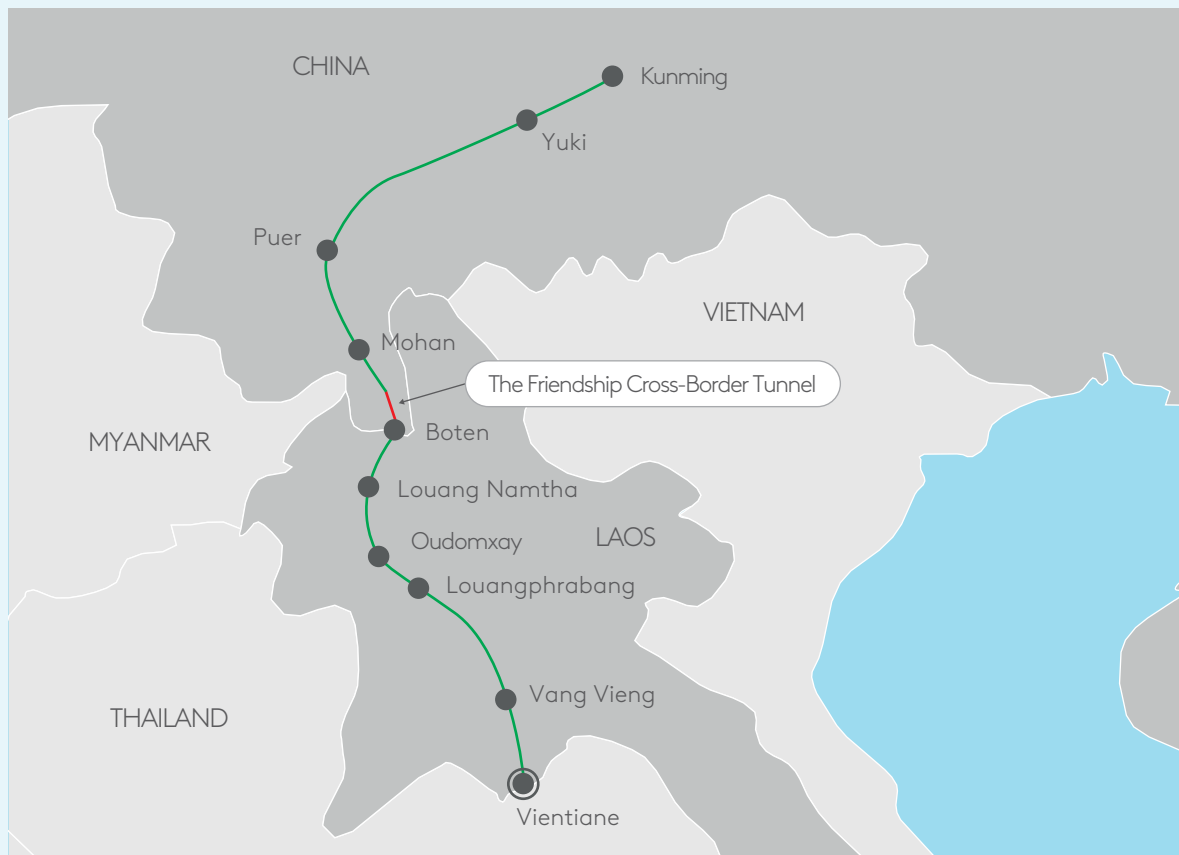 CHINA
Kunming
Yuki
Puer
VIETNAM
Mohan
The Friendship Cross-Border Tunnel
MYANMAR
Boten
Louang Namtha
Oudomxay
LAOS
Louangphrabang
Vang Vieng
THAILAND
Vientiane